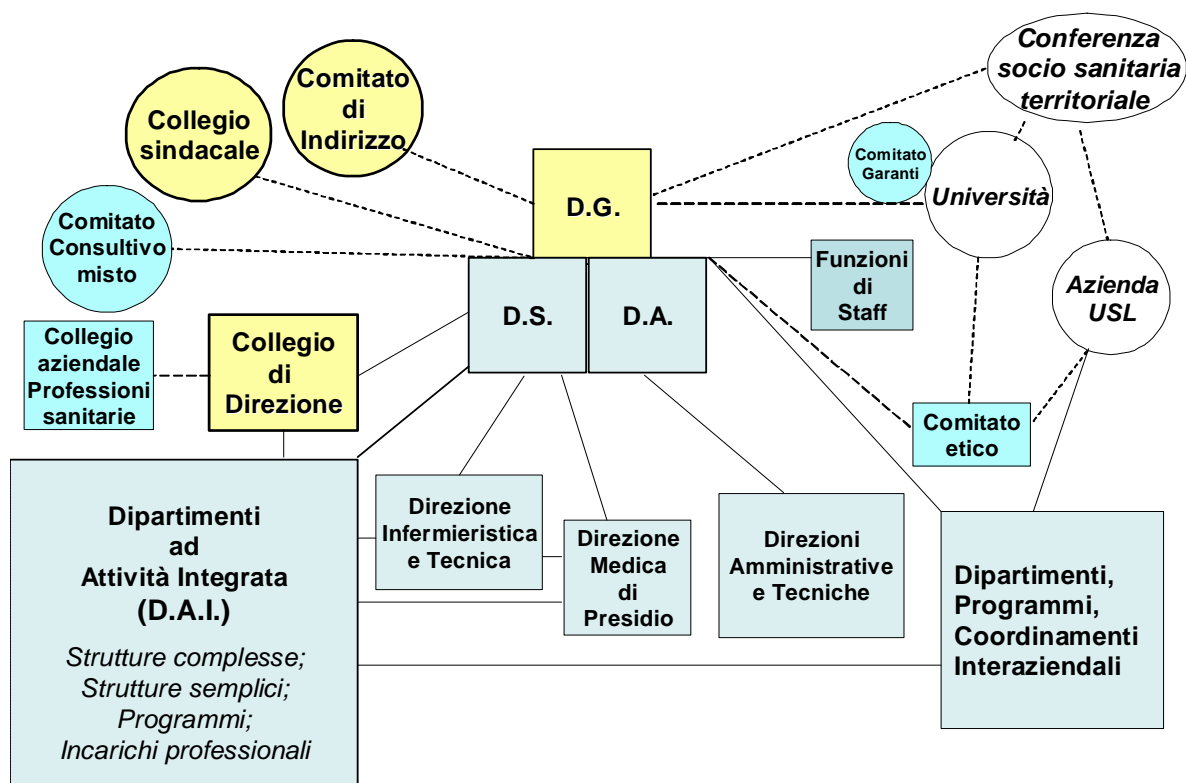 Conferenza
socio sanitaria
territoriale
Comitato
di
Indirizzo
Collegio
sindacale
Comitato
Garanti
Università
D.G.
Comitato
Consultivo
misto
Funzioni
di
Staff
Azienda
USL
D.S.
D.A.
Collegio
aziendale
Professioni
sanitarie
Collegio
di
Direzione
Comitato
etico
Dipartimenti
ad
Attività Integrata
(D.A.I.)
Strutture complesse;
Strutture semplici;
Programmi;
Incarichi professionali
Direzione
Infermieristica
e Tecnica
Direzione
Medica
di
Presidio
Direzioni
Amministrative
e Tecniche
Dipartimenti,
Programmi,
Coordinamenti
Interaziendali